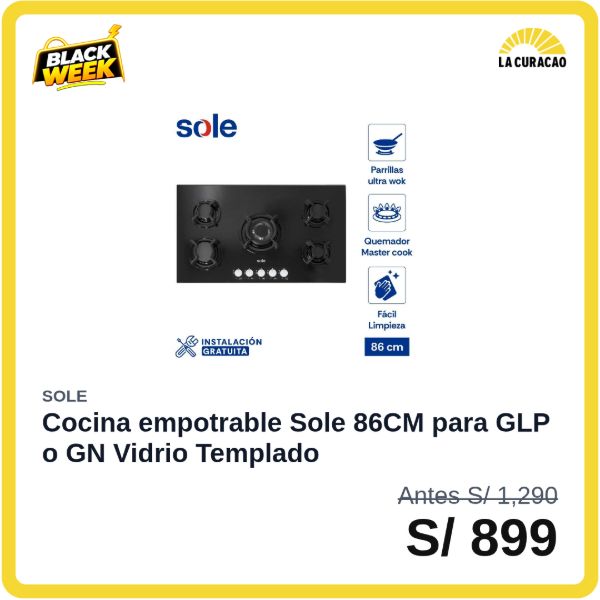 BLACK
WEEK
LA CURACAO
sole
Parrillas
ultra wok
sole
Quemador
Master cook
Fácil
Limpieza
INSTALACIÓN
GRATUITA
86 cm
SOLE
Cocina empotrable Sole 86CM para GLP
o GN Vidrio Templado
Antes S/ 1,290
S/ 899